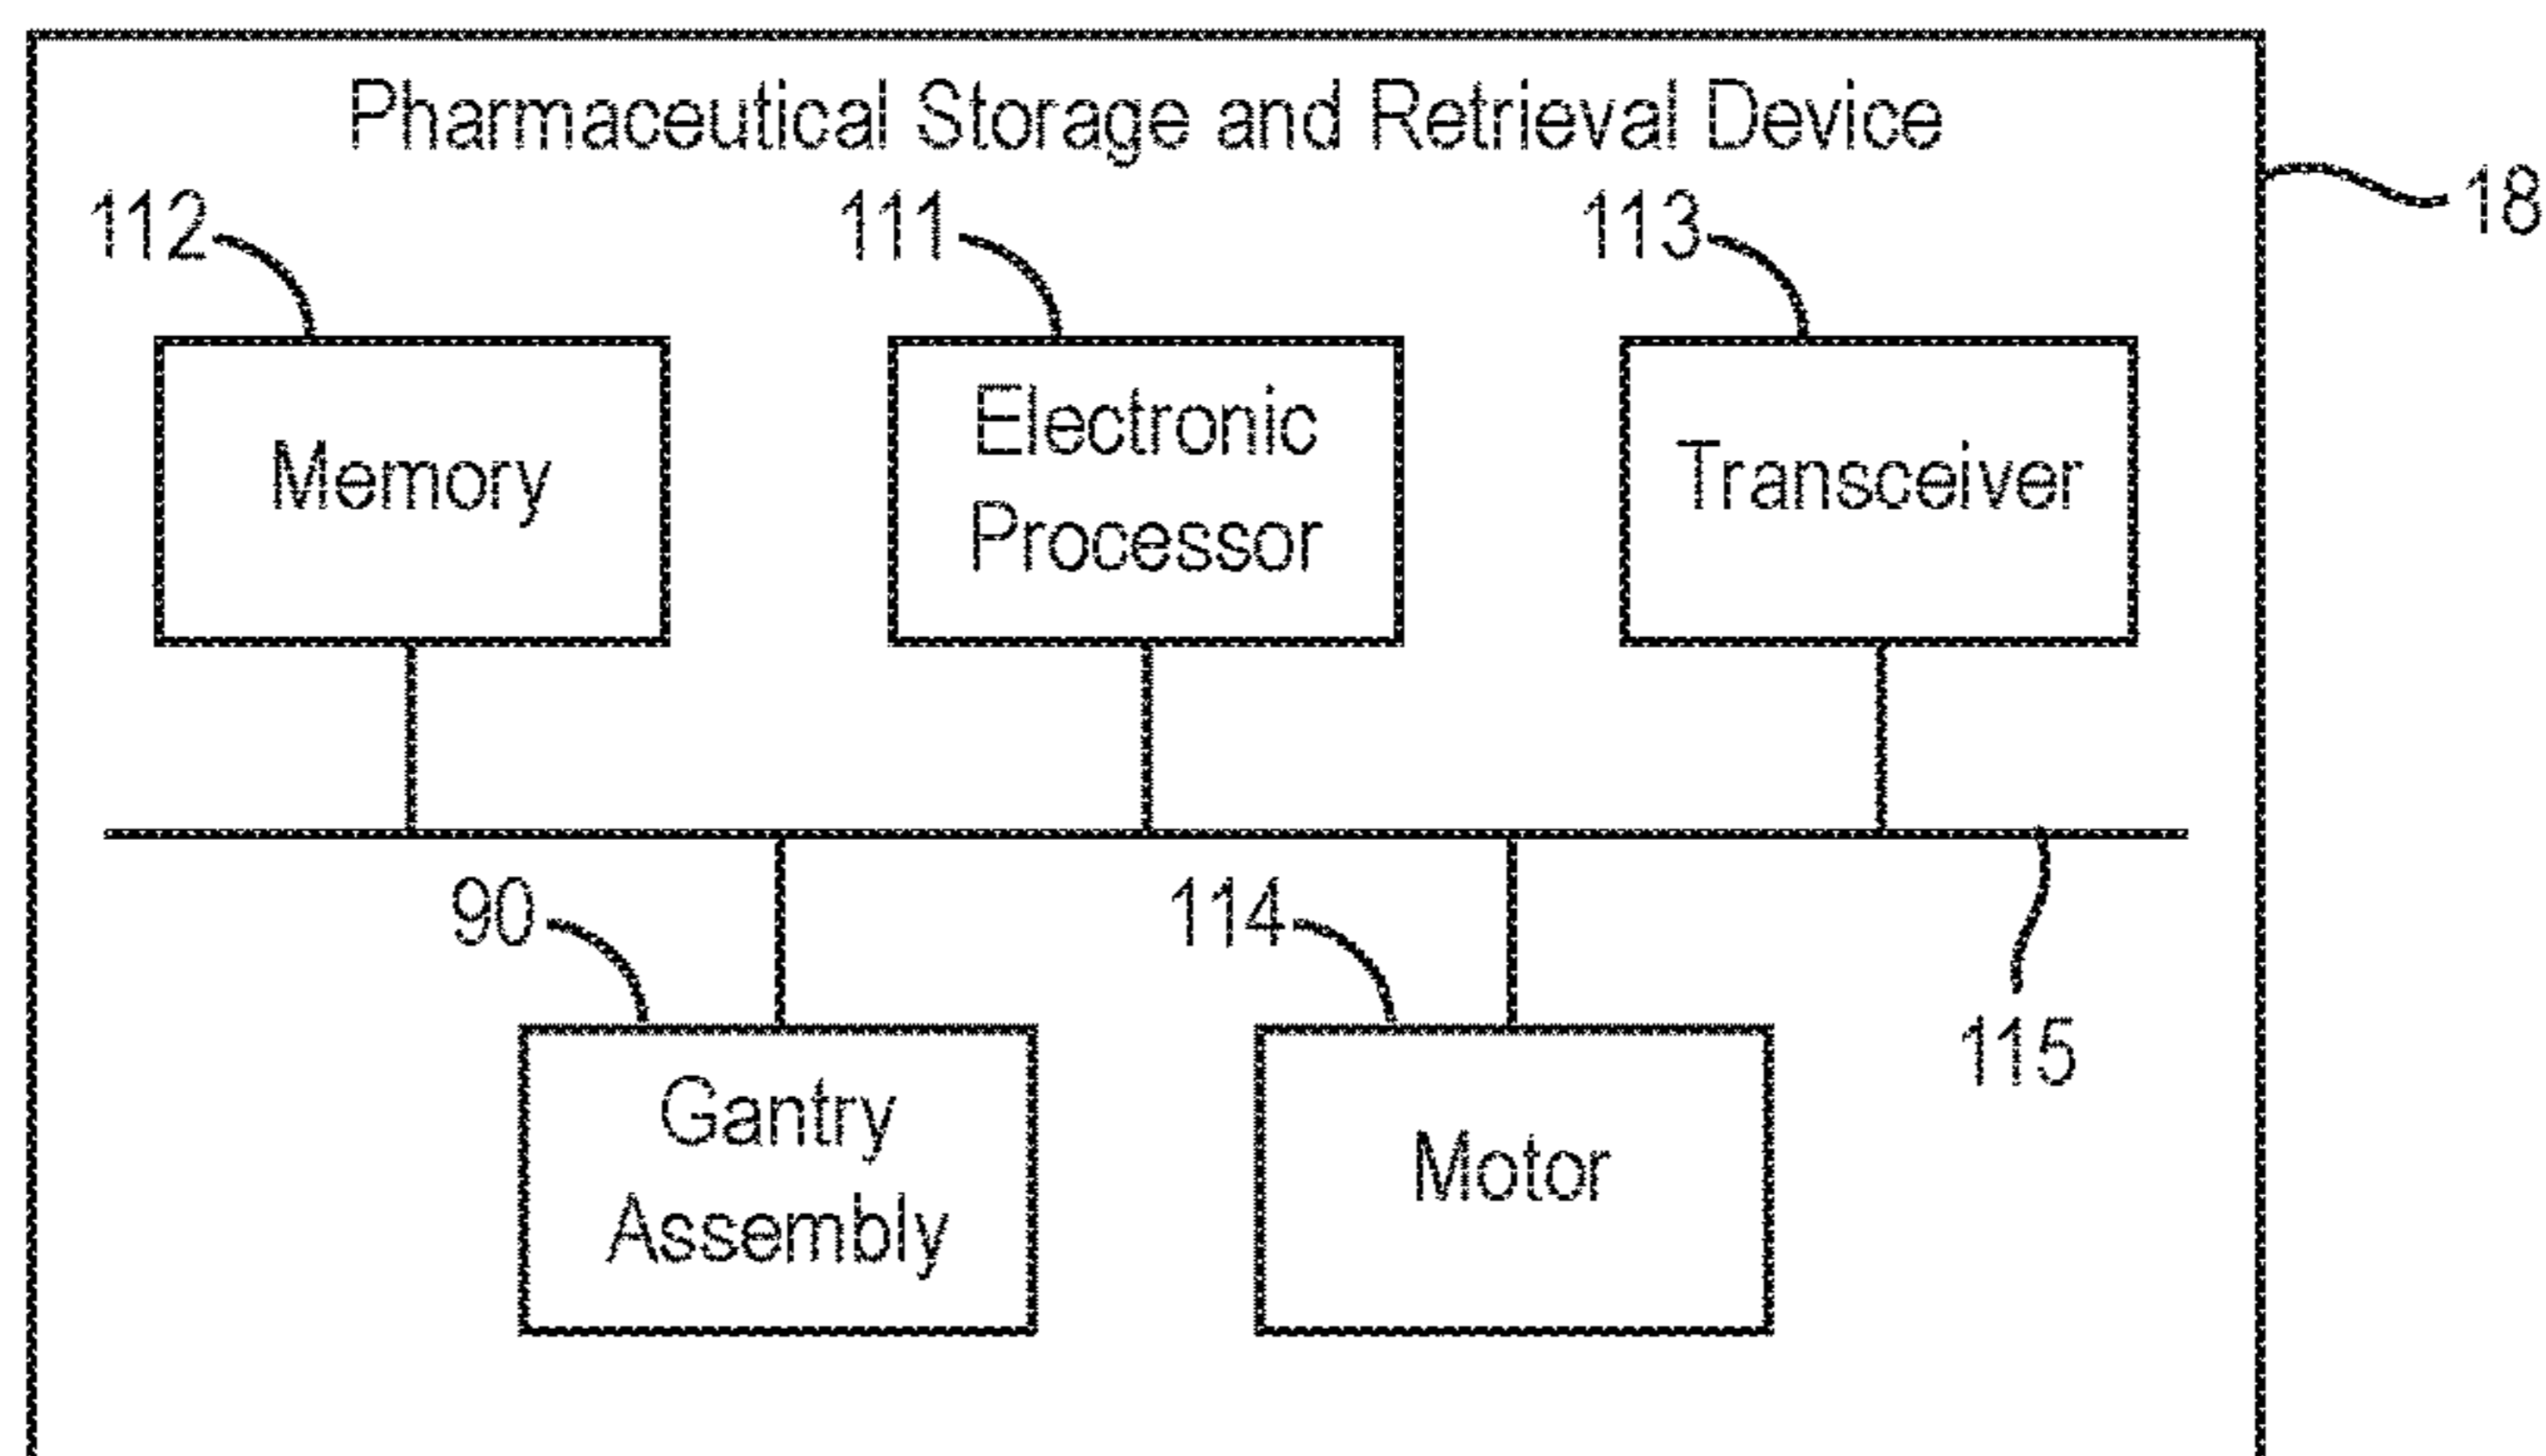 Pharmaceutical Storage and Retrieval Device
18
112
111
113
Memory
Electronic
Processor
Transceiver
90
114
115
Gantry
Assembly
Motor